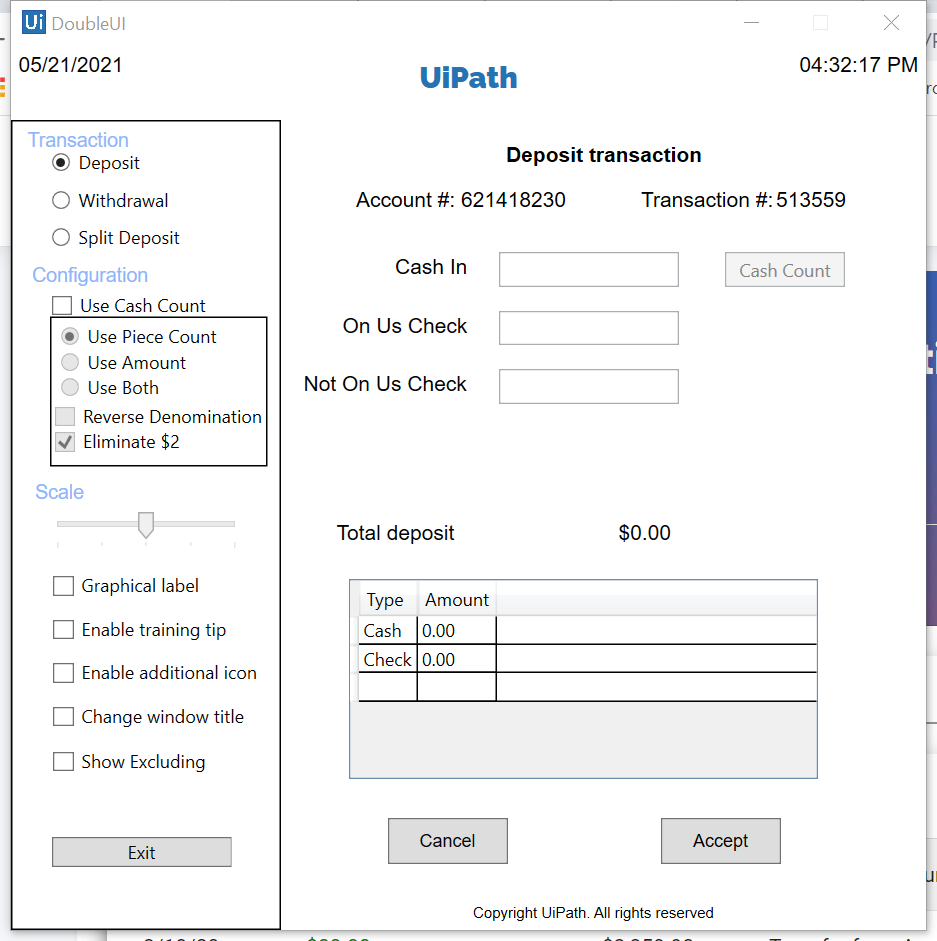 Ui DoubleUI
05/21/2021
UiPath
04:32:17 PM
Transaction
Deposit
Withdrawal
Split Deposit
Configuration
Use Cash Count
Use Piece Count
Use Amount
Use Both
Reverse Denomination
Eliminate $2
Scale
Graphical label
Enable training tip
Enable additional icon
Change window title
Show Excluding
Exit
Deposit transaction
Account #: 621418230 Transaction #: 513559
Cash In
Cash Count
On Us Check
Not On Us Check
Total deposit $0.00
Type Amount
Cash 0.00
Check 0.00
Cancel Accept
Copyright UiPath. All rights reserved